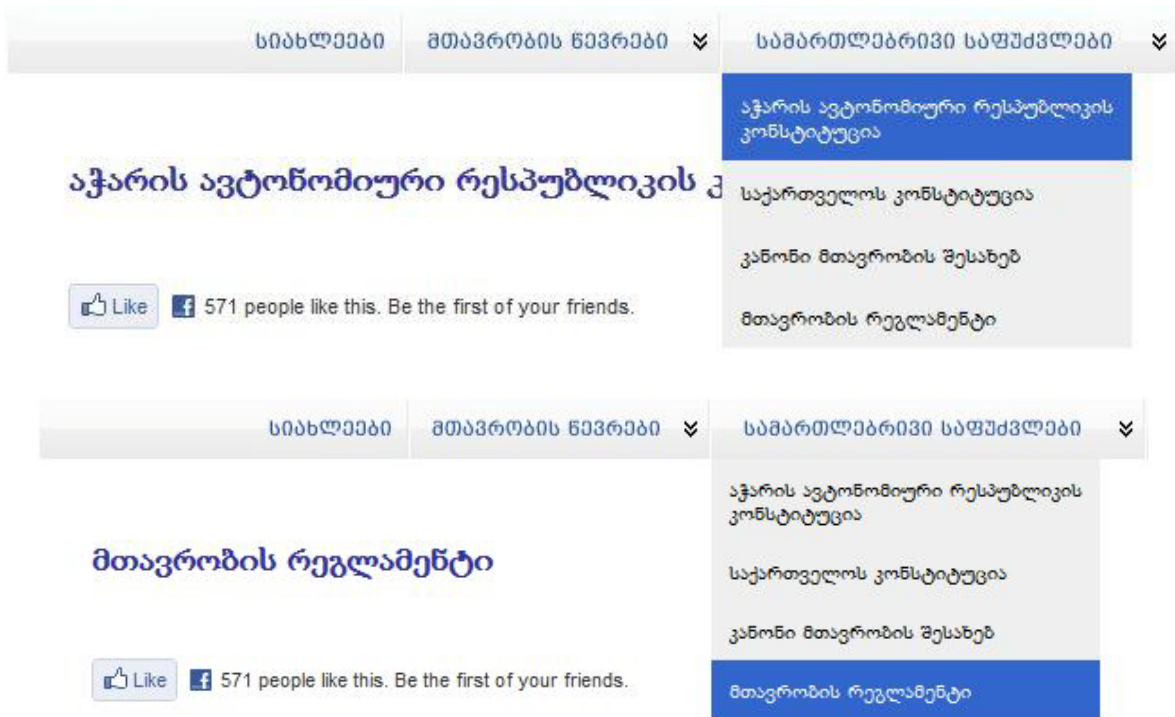 სიახლეები მთავრობის წევრები სამართლებრივი საფუძვლები
აჭარის ავტონომიური რესპუბლიკის
კონსტიტუცია
აჭარის ავტონომიური რესპუბლიკის კ
საქართველოს კონსტიტუცია
კანონი მთავრობის შესახებ
Like 571 people like this. Be the first of your friends.
მთავრობის რეგლამენტი
სიახლეები მთავრობის წევრები სამართლებრივი საფუძვლები
აჭარის ავტონომიური რესპუბლიკის
კონსტიტუცია
მთავრობის რეგლამენტი
საქართველოს კონსტიტუცია
კანონი მთავრობის შესახებ
Like 571 people like this. Be the first of your friends.
მთავრობის რეგლამენტი